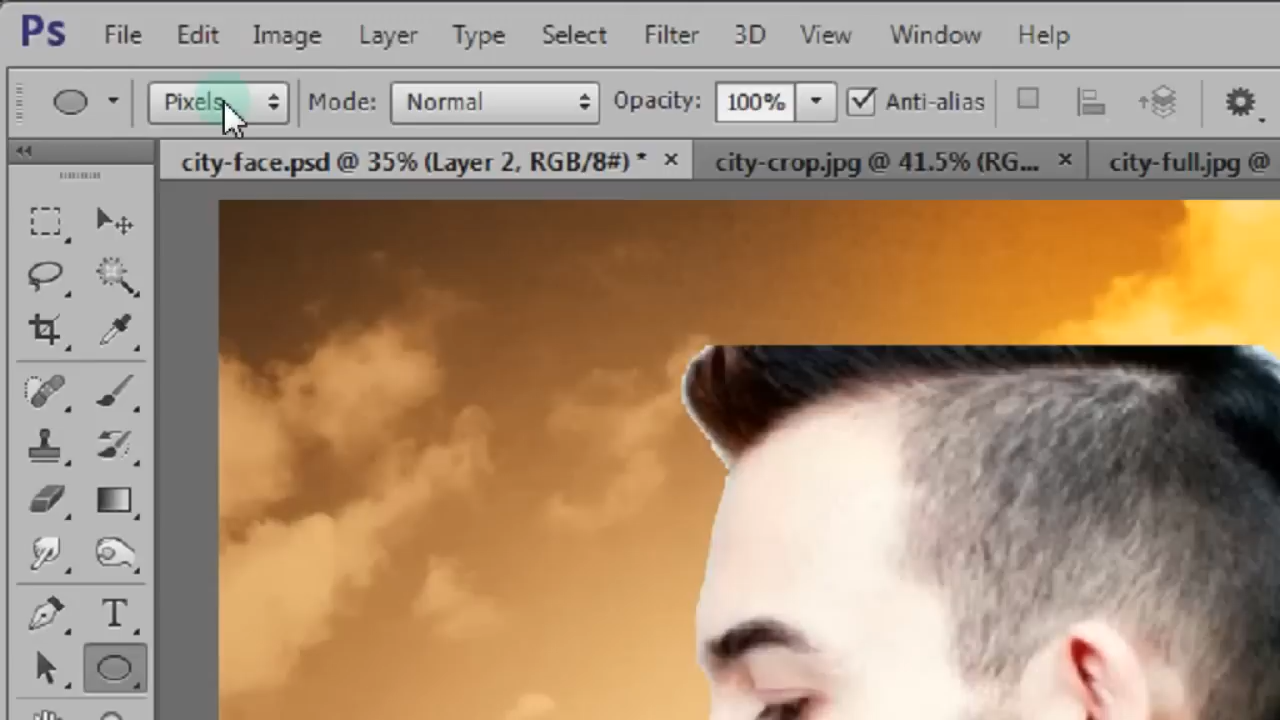 Ps File Edit Image Layer Type Select Filter 3D View Window Help
Pixels Mode: Normal Opacity: 100% Anti-alias
city-face.psd @ 35% (Layer 2, RGB/8#) * × city-crop.jpg @ 41.5% (RG... × city-full.jpg @
T